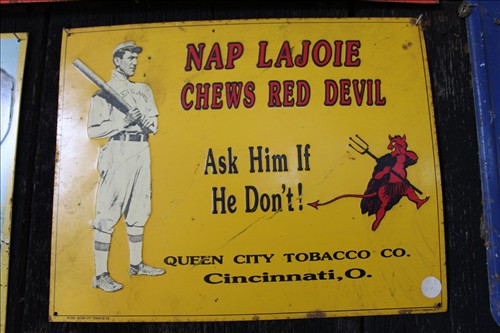 NAP LAJOIE
CHEWS RED DEVIL
Ask Him If
He Don't!
QUEEN CITY TOBACCO CO.
Cincinnati, O.